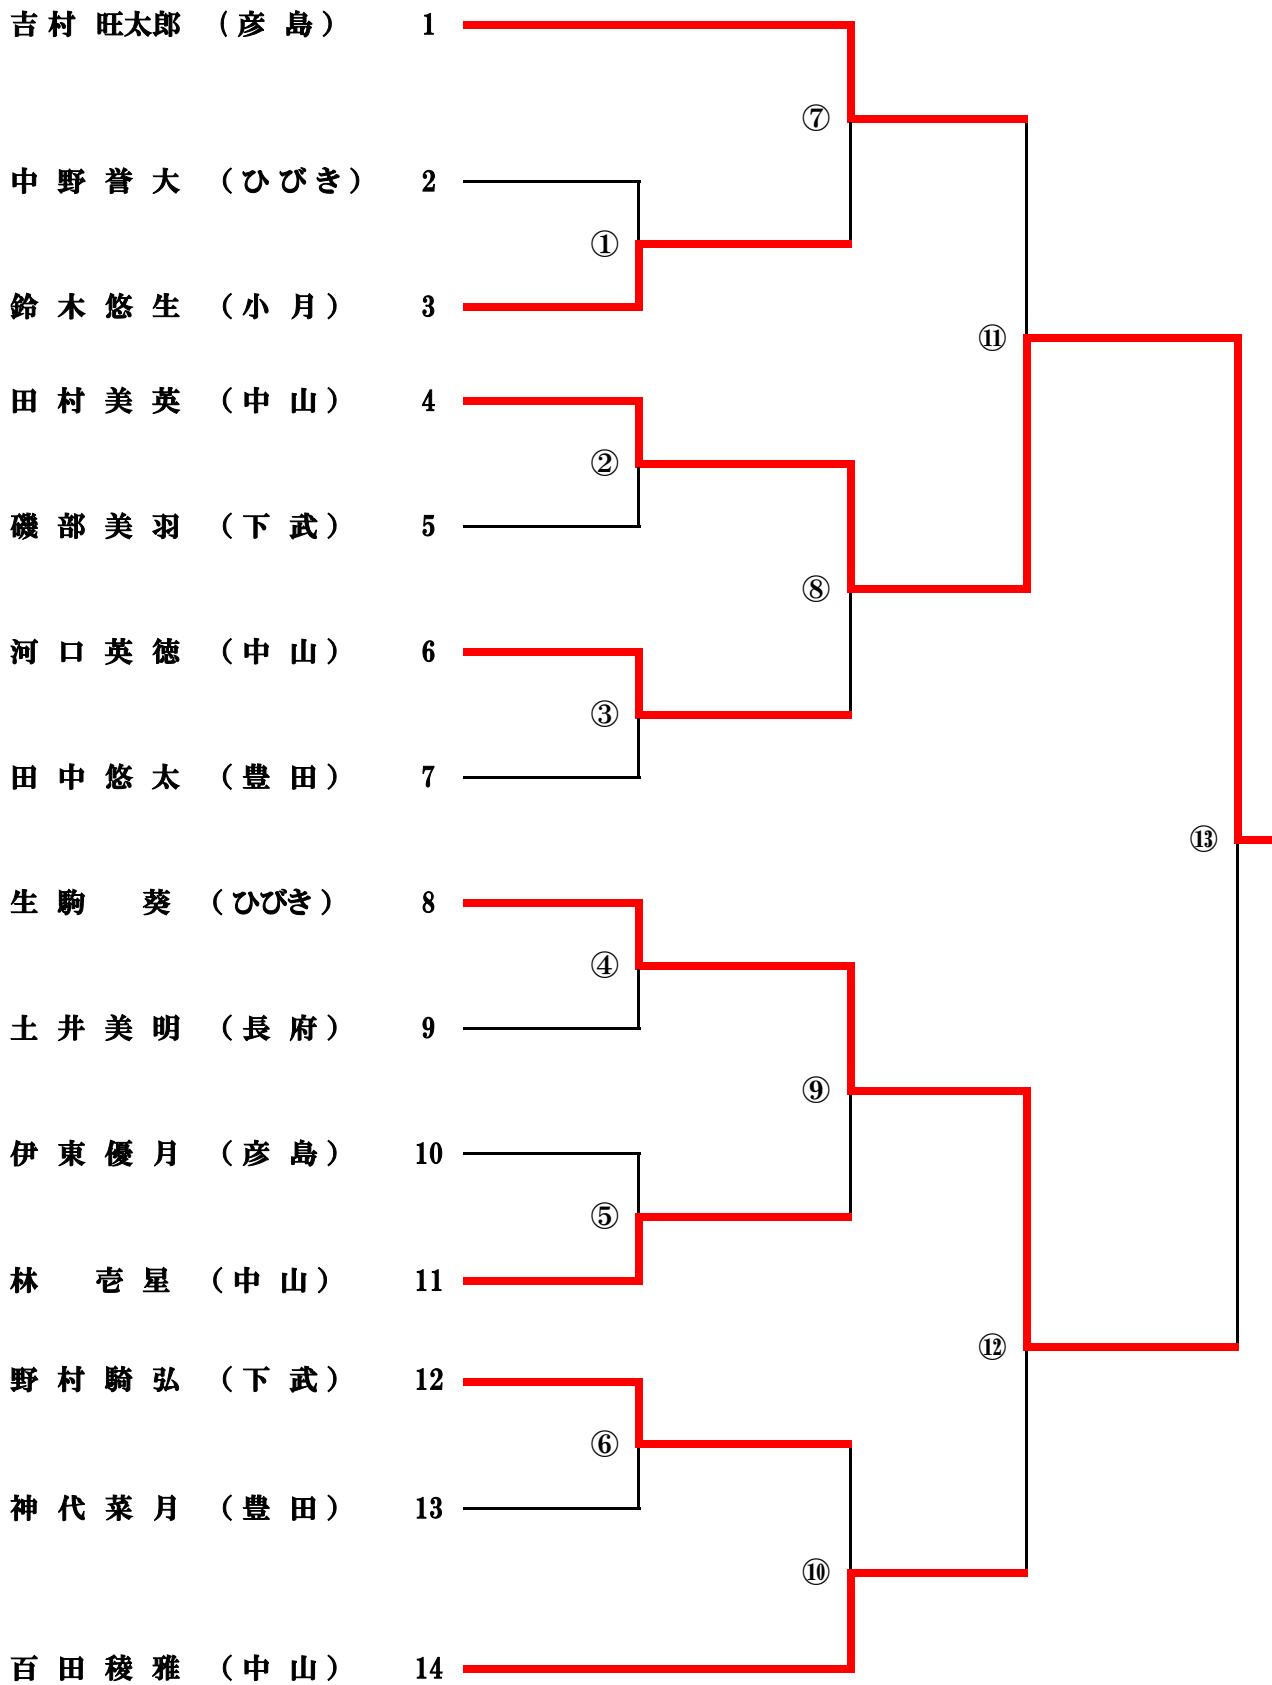 吉村 旺太郎 (彦 島) 1
⑦
中 野 誉 大 (ひ び き) 2
①
鈴 木 悠 生 (小 月) 3
⑪
田 村 美 英 (中 山) 4
②
磯 部 美 羽 (下 武) 5
⑧
河 口 英 徳 (中 山) 6
③
田 中 悠 太 (豊 田) 7
⑬
生 駒 葵 (ひびき) 8
④
土 井 美 明 (長 府) 9
⑨
伊 東 優 月 (彦 島) 10
⑤
林 壱 星 (中 山) 11
⑫
野 村 騎 弘 (下 武) 12
⑥
神 代 菜 月 (豊 田) 13
⑩
百 田 稜 雅 (中 山) 14